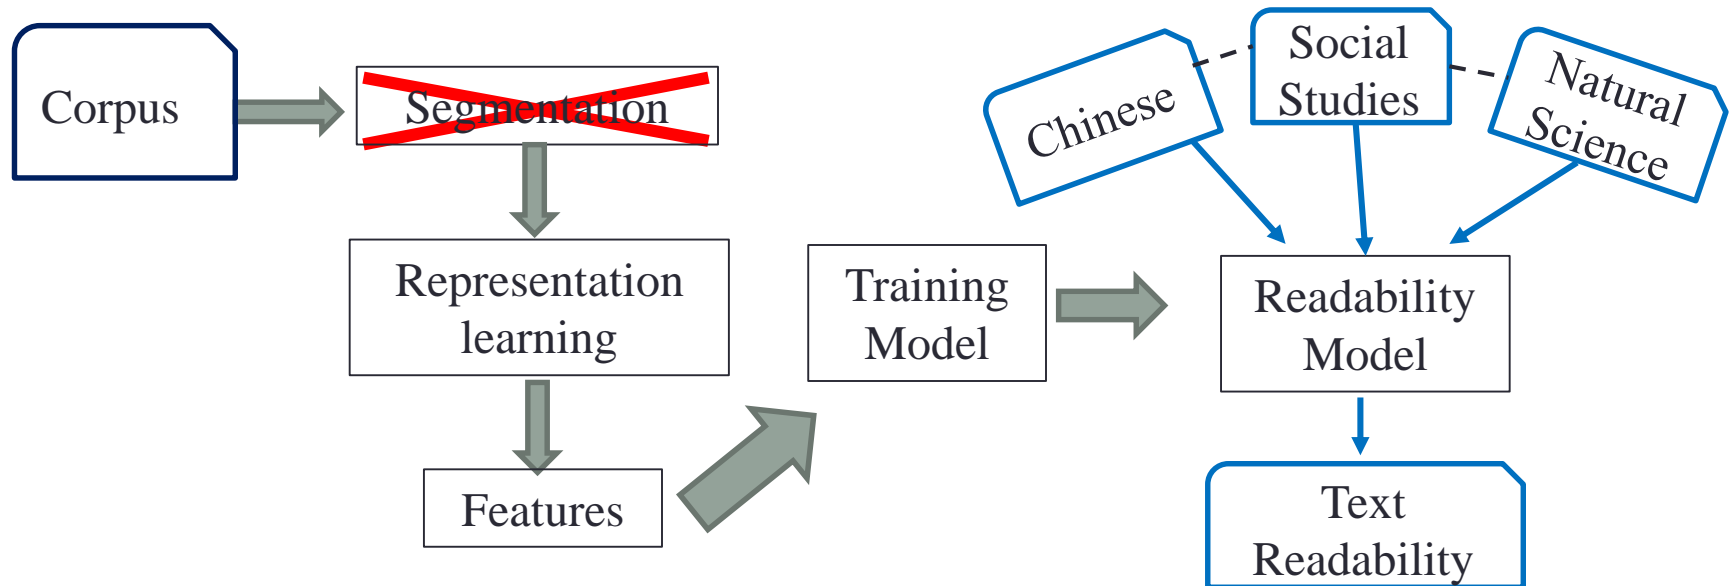 Corpus
Segmentation
Representation
learning
Features
Training
Model
Chinese
Social
Studies
Natural
Science
Readability
Model
Text
Readability